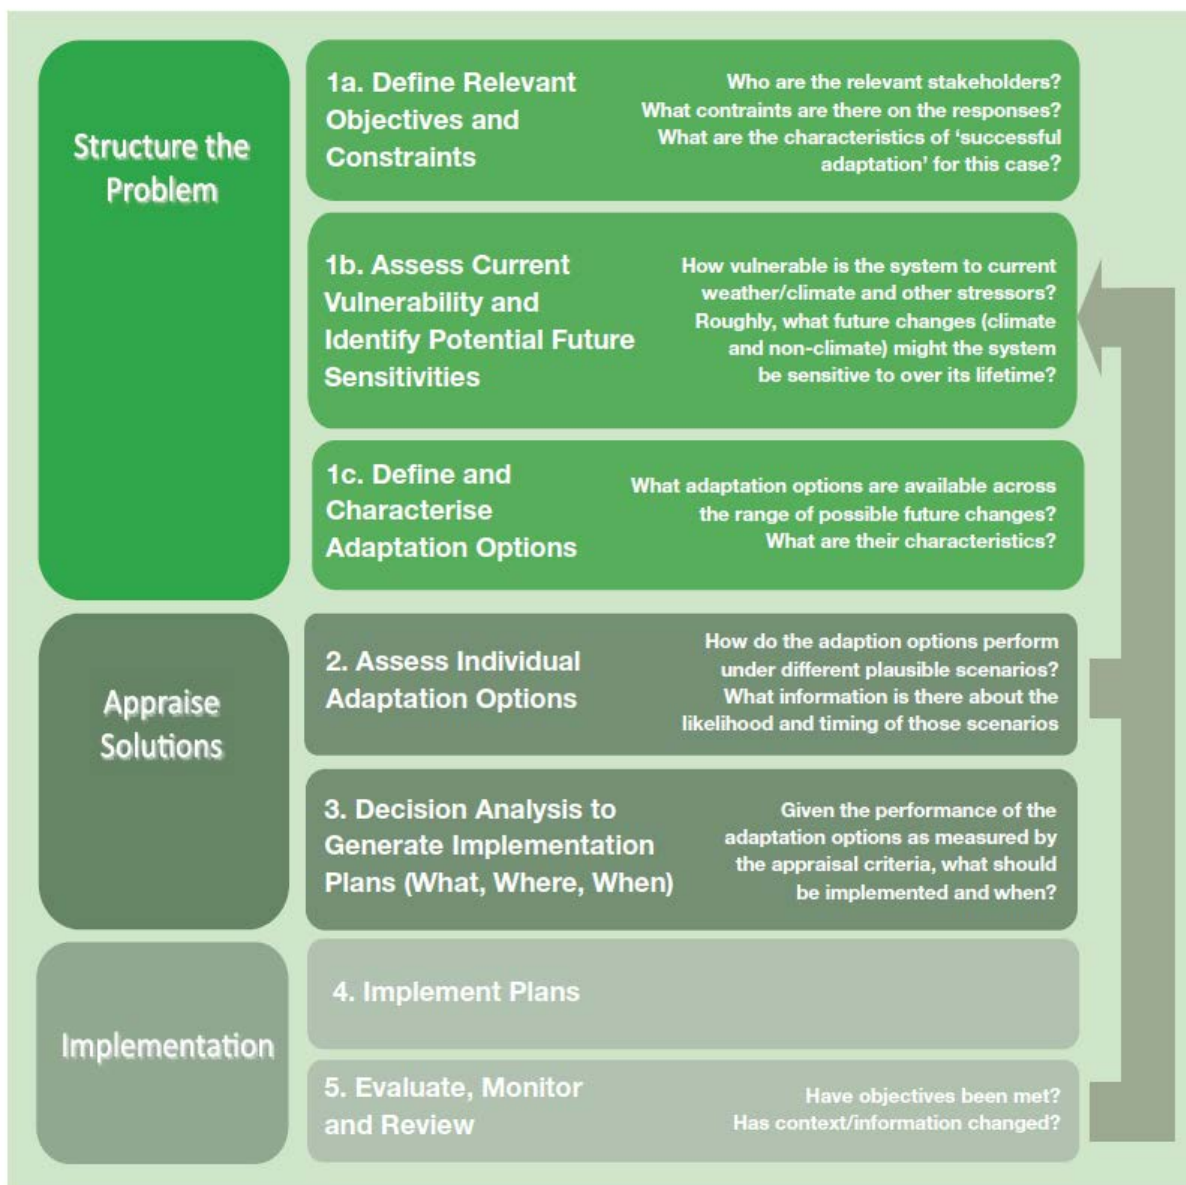 Structure the
Problem
1a. Define Relevant
Objectives and
Constraints
Who are the relevant stakeholders?
What contraints are there on the responses?
What are the characteristics of ‘successful
adaptation’ for this case?
1b. Assess Current
Vulnerability and
Identify Potential Future
Sensitivities
How vulnerable is the system to current
weather/climate and other stressors?
Roughly, what future changes (climate
and non-climate) might the system
be sensitive to over its lifetime?
1c. Define and
Characterise
Adaptation Options
What adaptation options are available across
the range of possible future changes?
What are their characteristics?
Appraise
Solutions
2. Assess Individual
Adaptation Options
How do the adaption options perform
under different plausible scenarios?
What information is there about the
likelihood and timing of those scenarios
3. Decision Analysis to
Generate Implementation
Plans (What, Where, When)
Given the performance of the
adaptation options as measured by
the appraisal criteria, what should
be implemented and when?
Implementation
4. Implement Plans
5. Evaluate, Monitor
and Review
Have objectives been met?
Has context/information changed?